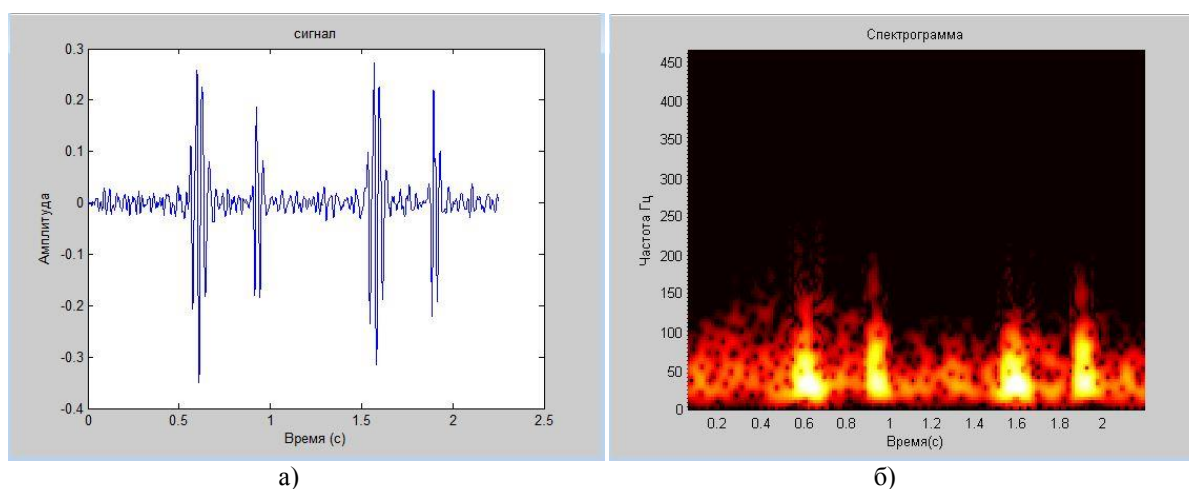 сигнал
0.3
0.2
0.1
0
-0.1
-0.2
-0.3
-0.4
Амплитуда
0 0.5 1 1.5 2 2.5
Время (с)
а)
Спектрограмма
450
400
350
300
250
200
150
100
50
0
Частота Гц
0.2 0.4 0.6 0.8 1 1.2 1.4 1.6 1.8 2
Время(с)
б)